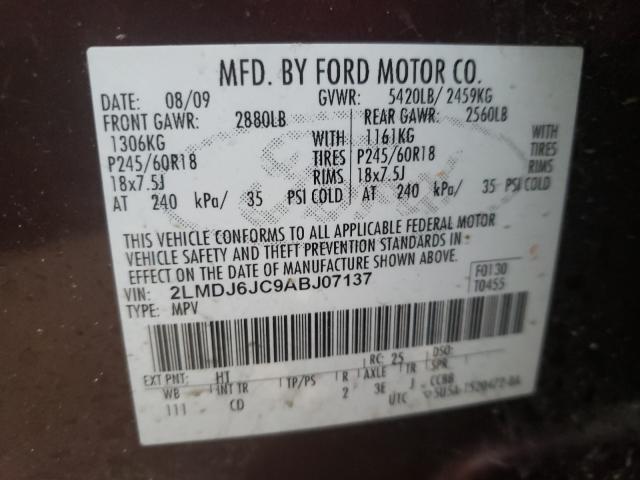 MFD. BY FORD MOTOR CO.
DATE: 08/09 GVWR: 5420LB/ 2459KG
FRONT GAWR: 2880LB REAR GAWR: 2560LB
1306KG WITH 1161KG WITH
P245/60R18 TIRES P245/60R18 TIRES
18x7.5J RIMS 18x7.5J RIMS
AT 240 kPa/ 35 PSI COLD AT 240 kPa/ 35 PSI COLD
THIS VEHICLE CONFORMS TO ALL APPLICABLE FEDERAL MOTOR
VEHICLE SAFETY AND THEFT PREVENTION STANDARDS IN
EFFECT ON THE DATE OF MANUFACTURE SHOWN ABOVE.
VIN: 2LMDJ6JC9ABJ07137 F0130
TYPE: MPV T0455
RC: 25 DSO:
EXT PNT: HT
WB INT TR TP/PS R AXLE TR SPR
111 CD 2 3E J CCBB
UTC